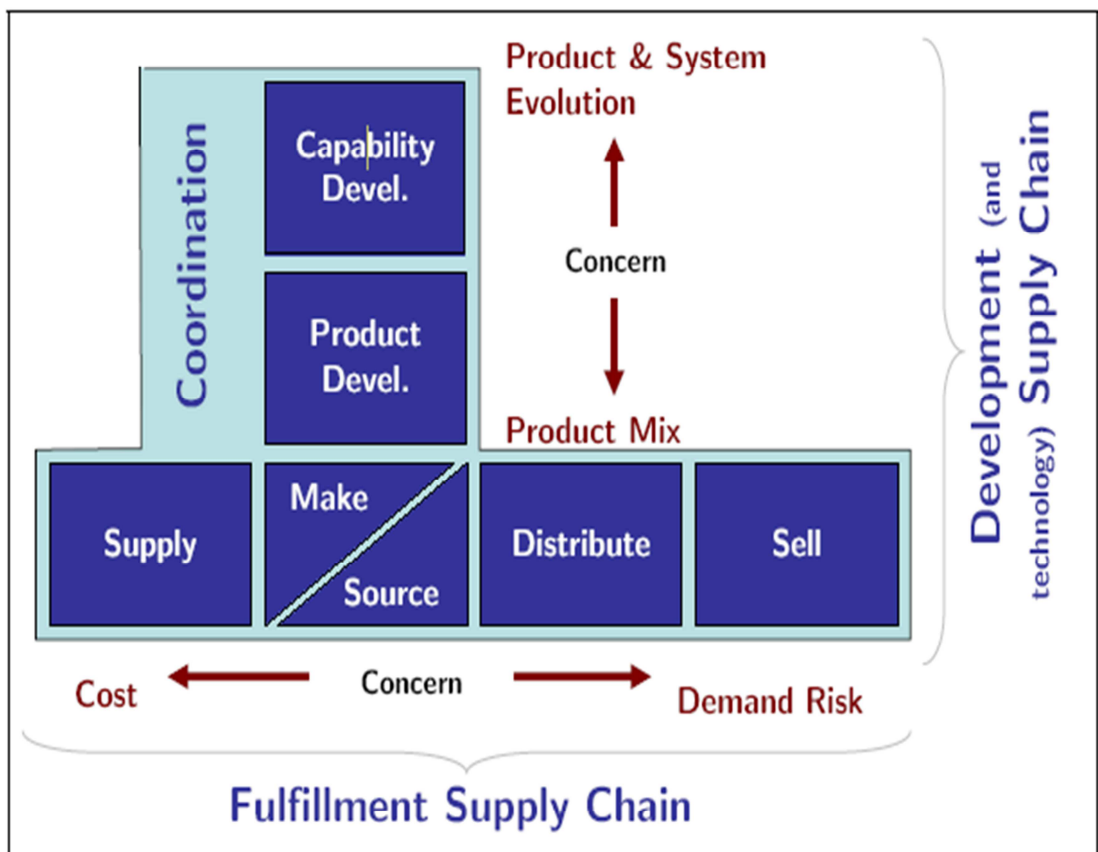 Product & System
Evolution
Coordination
Capability
Devel.
Concern
Product
Devel.
Product Mix
Development (and
technology) Supply Chain
Supply
Make
Source
Distribute
Sell
Cost
Concern
Demand Risk
Fulfillment Supply Chain